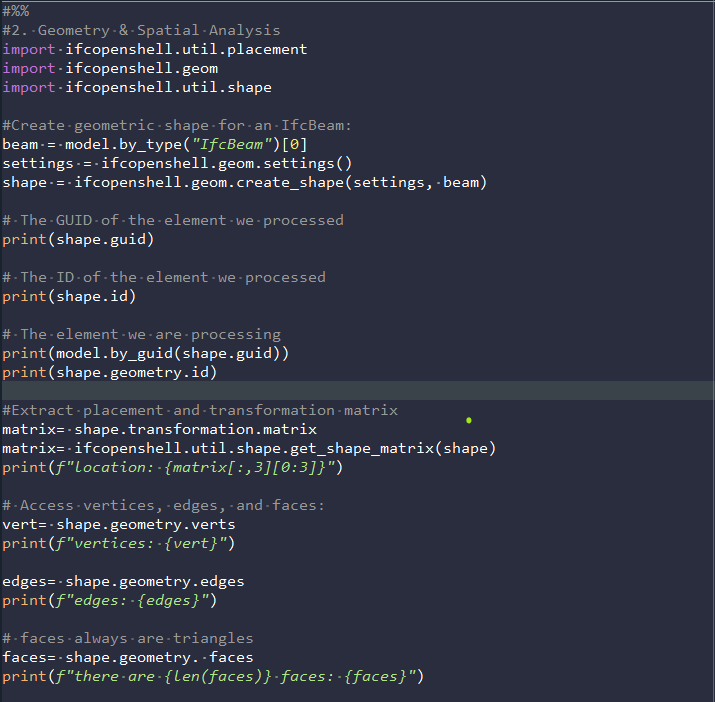 #%%
#2. Geometry & Spatial Analysis
import ifcopenshell.util.placement
import ifcopenshell.geom
import ifcopenshell.util.shape
#Create geometric shape for an IfcBeam:
beam = model.by_type("IfcBeam")[0]
settings = ifcopenshell.geom.settings()
shape = ifcopenshell.geom.create_shape(settings, beam)
# The GUID of the element we processed
print(shape.guid)
# The ID of the element we processed
print(shape.id)
# The element we are processing
print(model.by_guid(shape.guid))
print(shape.geometry.id)
#Extract placement and transformation matrix
matrix= shape.transformation.matrix
matrix= ifcopenshell.util.shape.get_shape_matrix(shape)
print(f"location: {matrix[:,3][0:3]}")
# Access vertices, edges, and faces:
vert= shape.geometry.verts
print(f"vertices: {vert}")
edges= shape.geometry.edges
print(f"edges: {edges}")
# faces always are triangles
faces= shape.geometry. faces
print(f"there are {len(faces)} faces: {faces}")